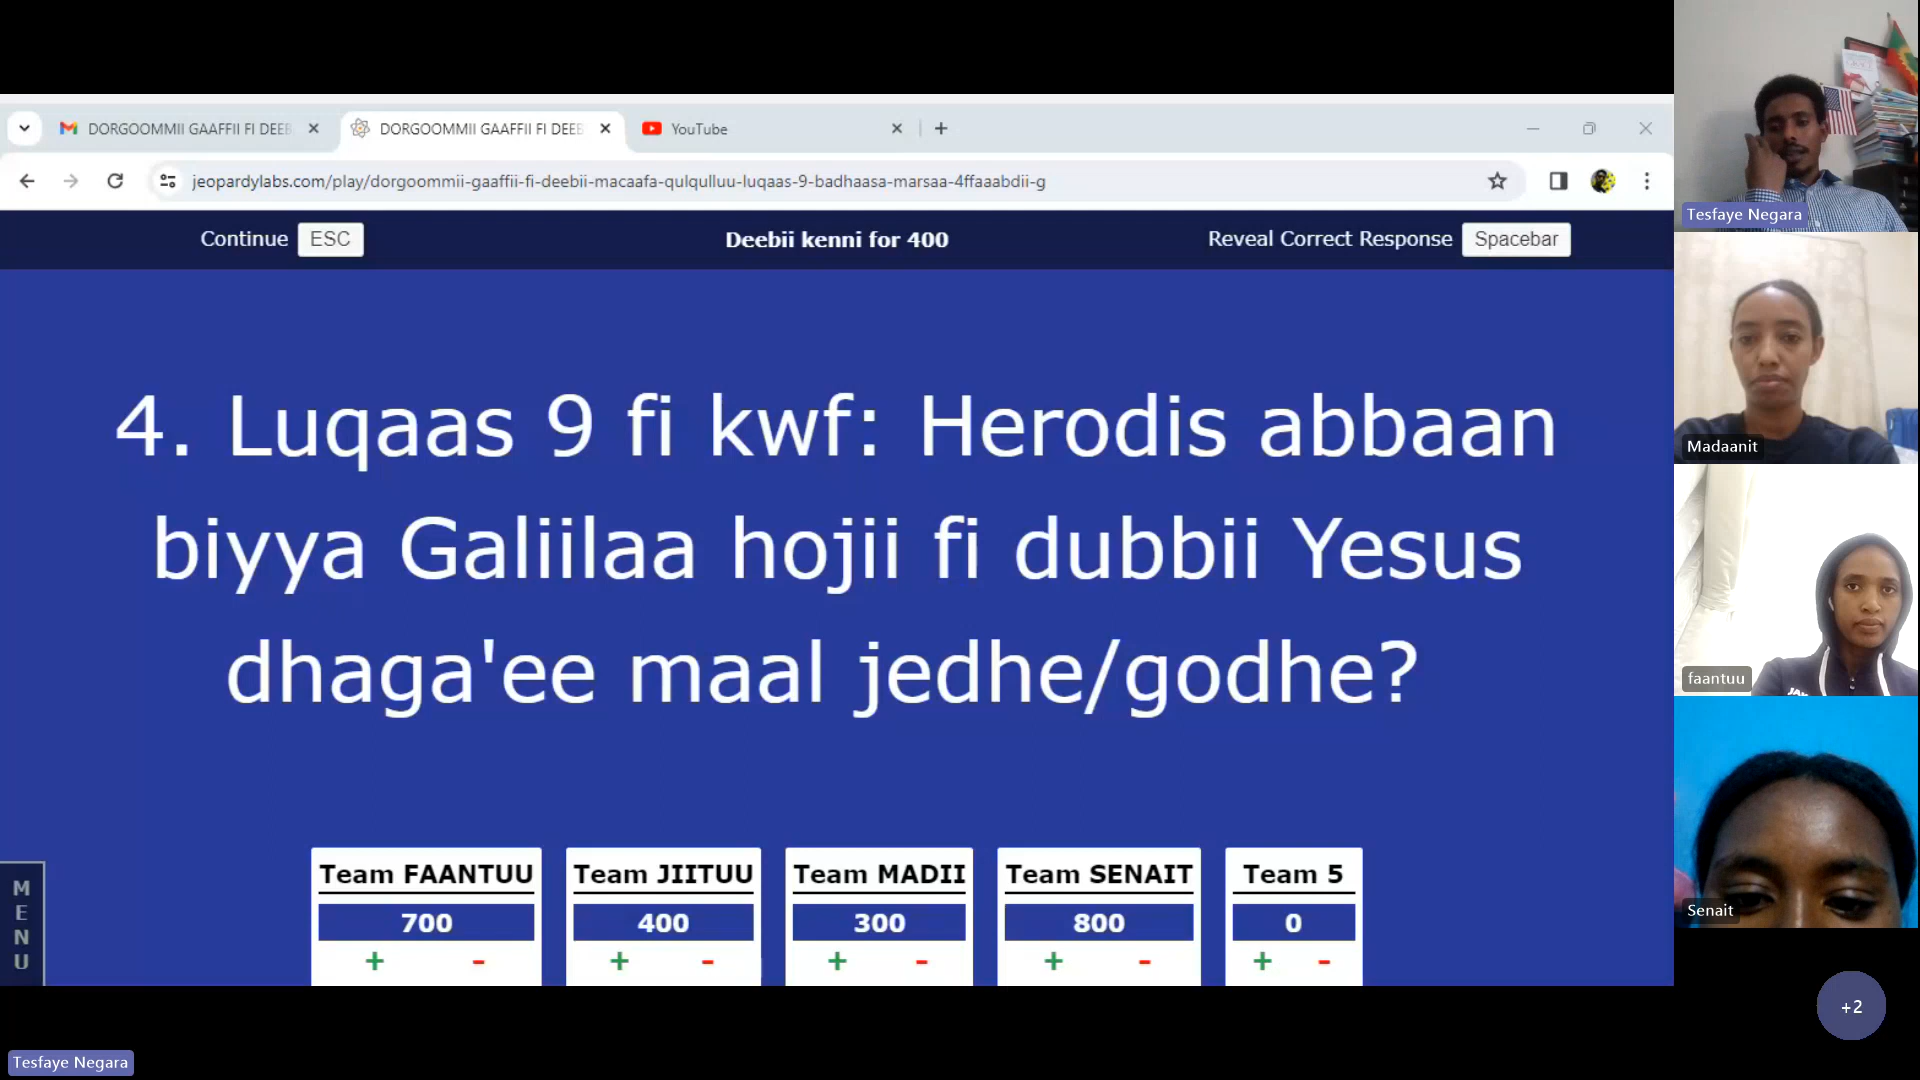 DORGOOMMII GAAFFII FI DEEB
DORGOOMMII GAAFFII FI DEEB
YouTube
jeopardylabs.com/play/dorgoommii-gaaffii-fi-deebii-macaafa-qulqulluu-luqaas-9-badhaasa-marsaa-4ffaaabdii-g
Continue ESC
Deebii kenni for 400
Reveal Correct Response Spacebar
4. Luqaas 9 fi kwf: Herodis abbaan
biyya Galiilaa hojii fi dubbii Yesus
dhaga'ee maal jedhe/godhe?
MENU
Team FAANTUU Team JIITUU Team MADII Team SENAIT Team 5
700 400 300 800 0
+ - + - + - + - + -
Tesfaye Negara
Madaanit
faantuu
Senait
+2
Tesfaye Negara